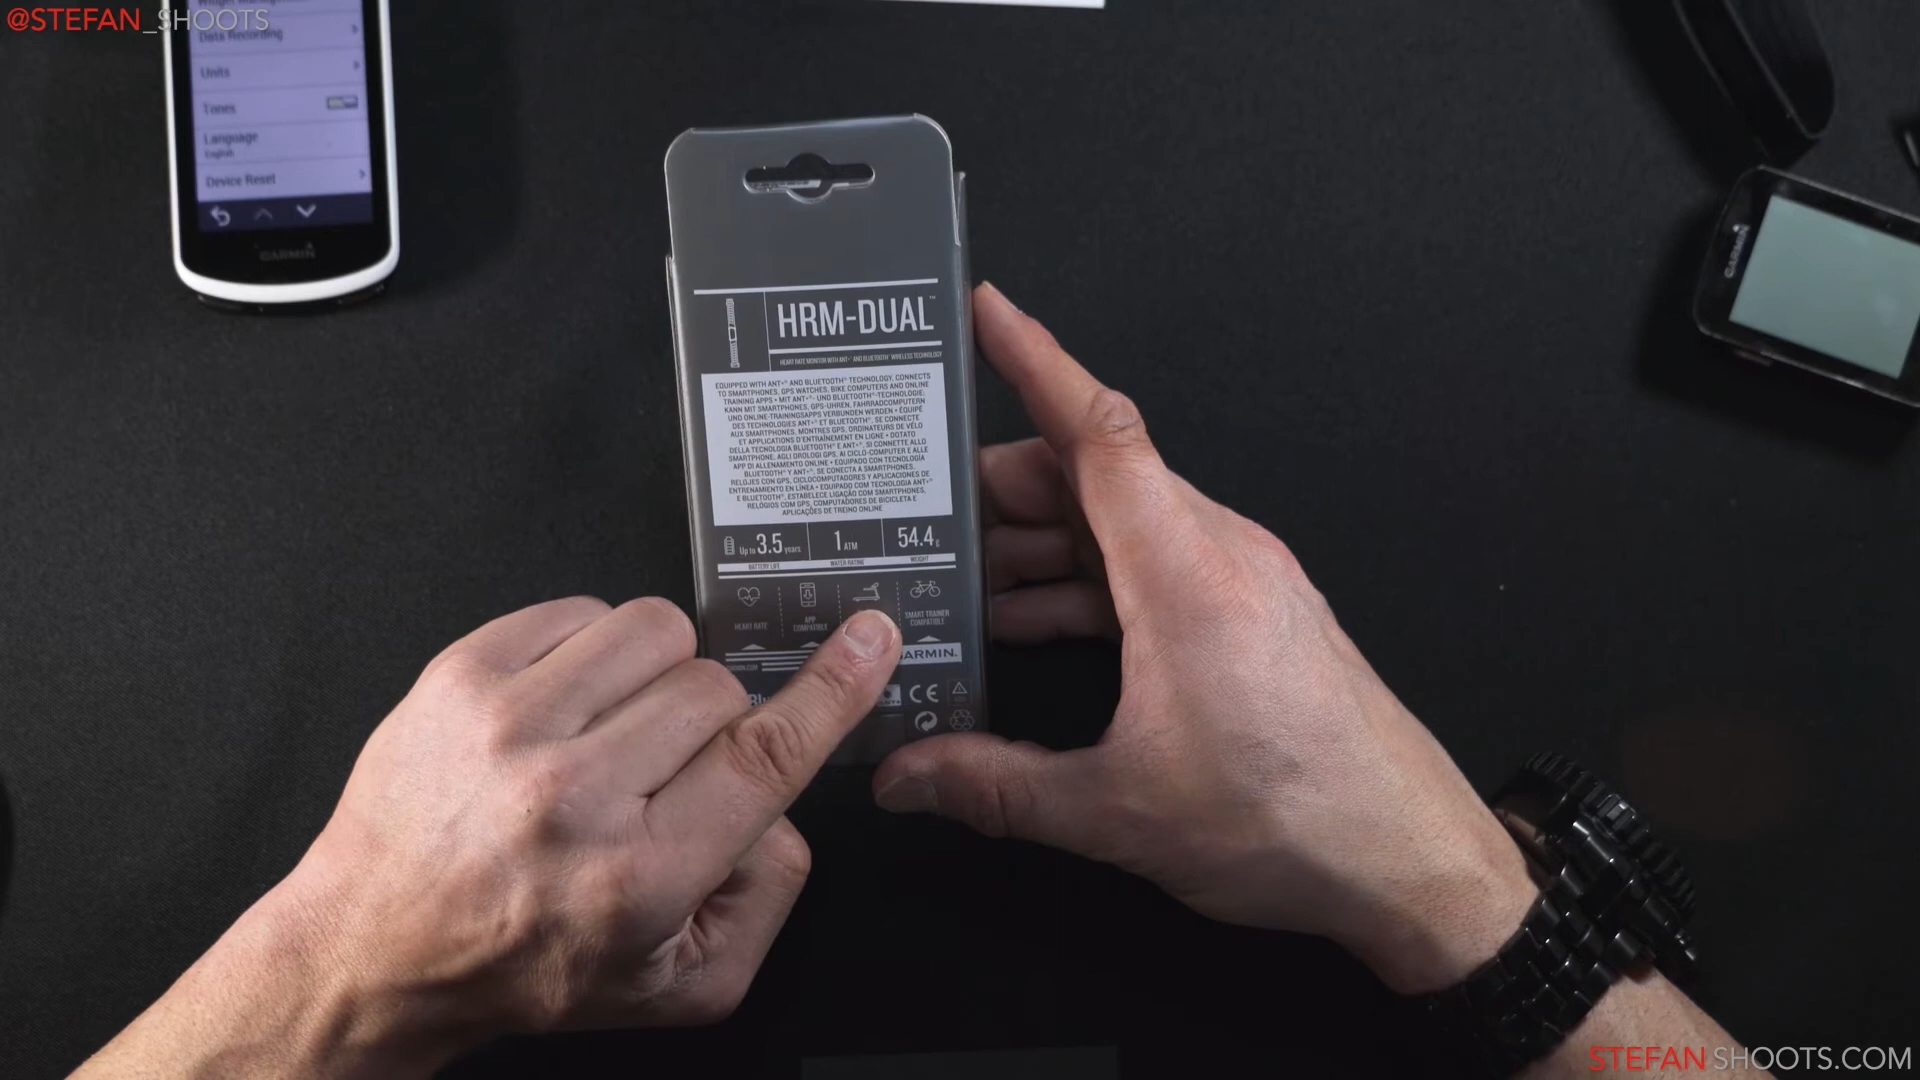 @STEFAN_SHOOTS
Data Recording
Units
Tones
Language
English
Device Reset
GARMIN
GARMIN
HRM-DUAL™
HEART RATE MONITOR WITH ANT+® AND BLUETOOTH® WIRELESS TECHNOLOGY
EQUIPPED WITH ANT+® AND BLUETOOTH® TECHNOLOGY, CONNECTS
TO SMARTPHONES, GPS WATCHES, BIKE COMPUTERS AND ONLINE
TRAINING APPS • MIT ANT+®- UND BLUETOOTH®-TECHNOLOGIE;
KANN MIT SMARTPHONES, GPS-UHREN, FAHRRADCOMPUTERN
UND ONLINE-TRAININGSAPPS VERBUNDEN WERDEN • ÉQUIPÉ
DES TECHNOLOGIES ANT+® ET BLUETOOTH®, SE CONNECTE
AUX SMARTPHONES, MONTRES GPS, ORDINATEURS DE VÉLO
ET APPLICATIONS D'ENTRAÎNEMENT EN LIGNE • DOTATO
DELLA TECNOLOGIA BLUETOOTH® E ANT+®, SI CONNETTE ALLO
SMARTPHONE, AGLI OROLOGI GPS, AI CICLO-COMPUTER E ALLE
APP DI ALLENAMENTO ONLINE • EQUIPADO CON TECNOLOGÍA
BLUETOOTH® Y ANT+®, SE CONECTA A SMARTPHONES,
RELOJES CON GPS, CICLOCOMPUTADORES Y APLICACIONES DE
ENTRENAMIENTO EN LÍNEA • EQUIPADO COM TECNOLOGIA ANT+®
E BLUETOOTH®, ESTABELECE LIGAÇÃO COM SMARTPHONES,
RELÓGIOS COM GPS, COMPUTADORES DE BICICLETA E
APLICAÇÕES DE TREINO ONLINE
Up to 3.5 years 1 ATM 54.4 g
BATTERY LIFE WATER RATING WEIGHT
HEART RATE APP COMPATIBLE SMART TRAINER COMPATIBLE
ARMIN.
Blu
CE
STEFAN SHOOTS.COM